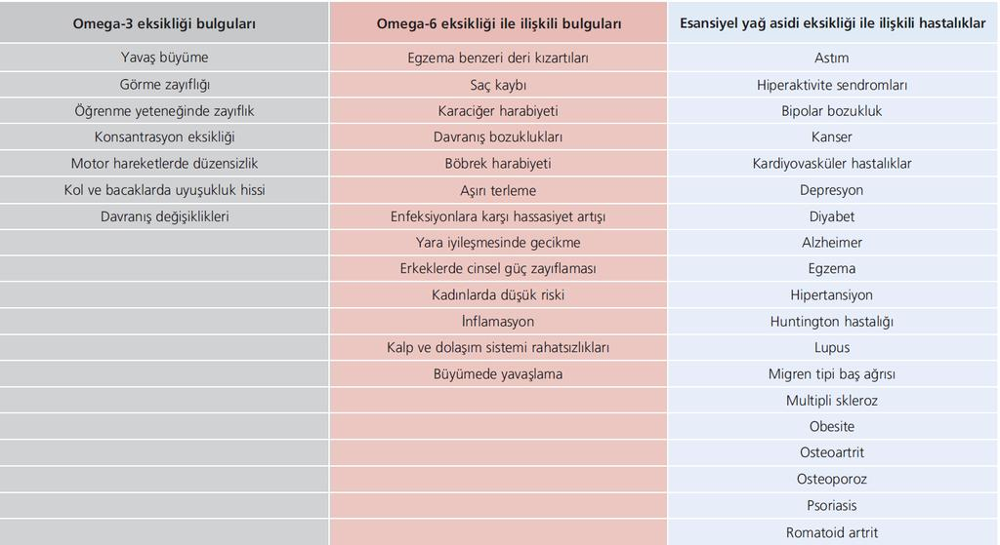 Omega-3 eksikliği bulguları Omega-6 eksikliği ile ilişkili bulguları Esansiyel yağ asidi eksikliği ile ilişkili hastalıklar
Yavaş büyüme Egzema benzeri deri kızartıları Astım
Görme zayıflığı Saç kaybı Hiperaktivite sendromları
Öğrenme yeteneğinde zayıflık Karaciğer harabiyeti Bipolar bozukluk
Konsantrasyon eksikliği Davranış bozuklukları Kanser
Motor hareketlerde düzensizlik Böbrek harabiyeti Kardiyovasküler hastalıklar
Kol ve bacaklarda uyuşukluk hissi Aşırı terleme Depresyon
Davranış değişiklikleri Enfeksiyonlara karşı hassasiyet artışı Diyabet
Yara iyileşmesinde gecikme Alzheimer
Erkeklerde cinsel güç zayıflaması Egzema
Kadınlarda düşük riski Hipertansiyon
İnflamasyon Huntington hastalığı
Kalp ve dolaşım sistemi rahatsızlıkları Lupus
Büyümede yavaşlama Migren tipi baş ağrısı
Multipli skleroz
Obesite
Osteoartrit
Osteoporoz
Psoriasis
Romatoid artrit